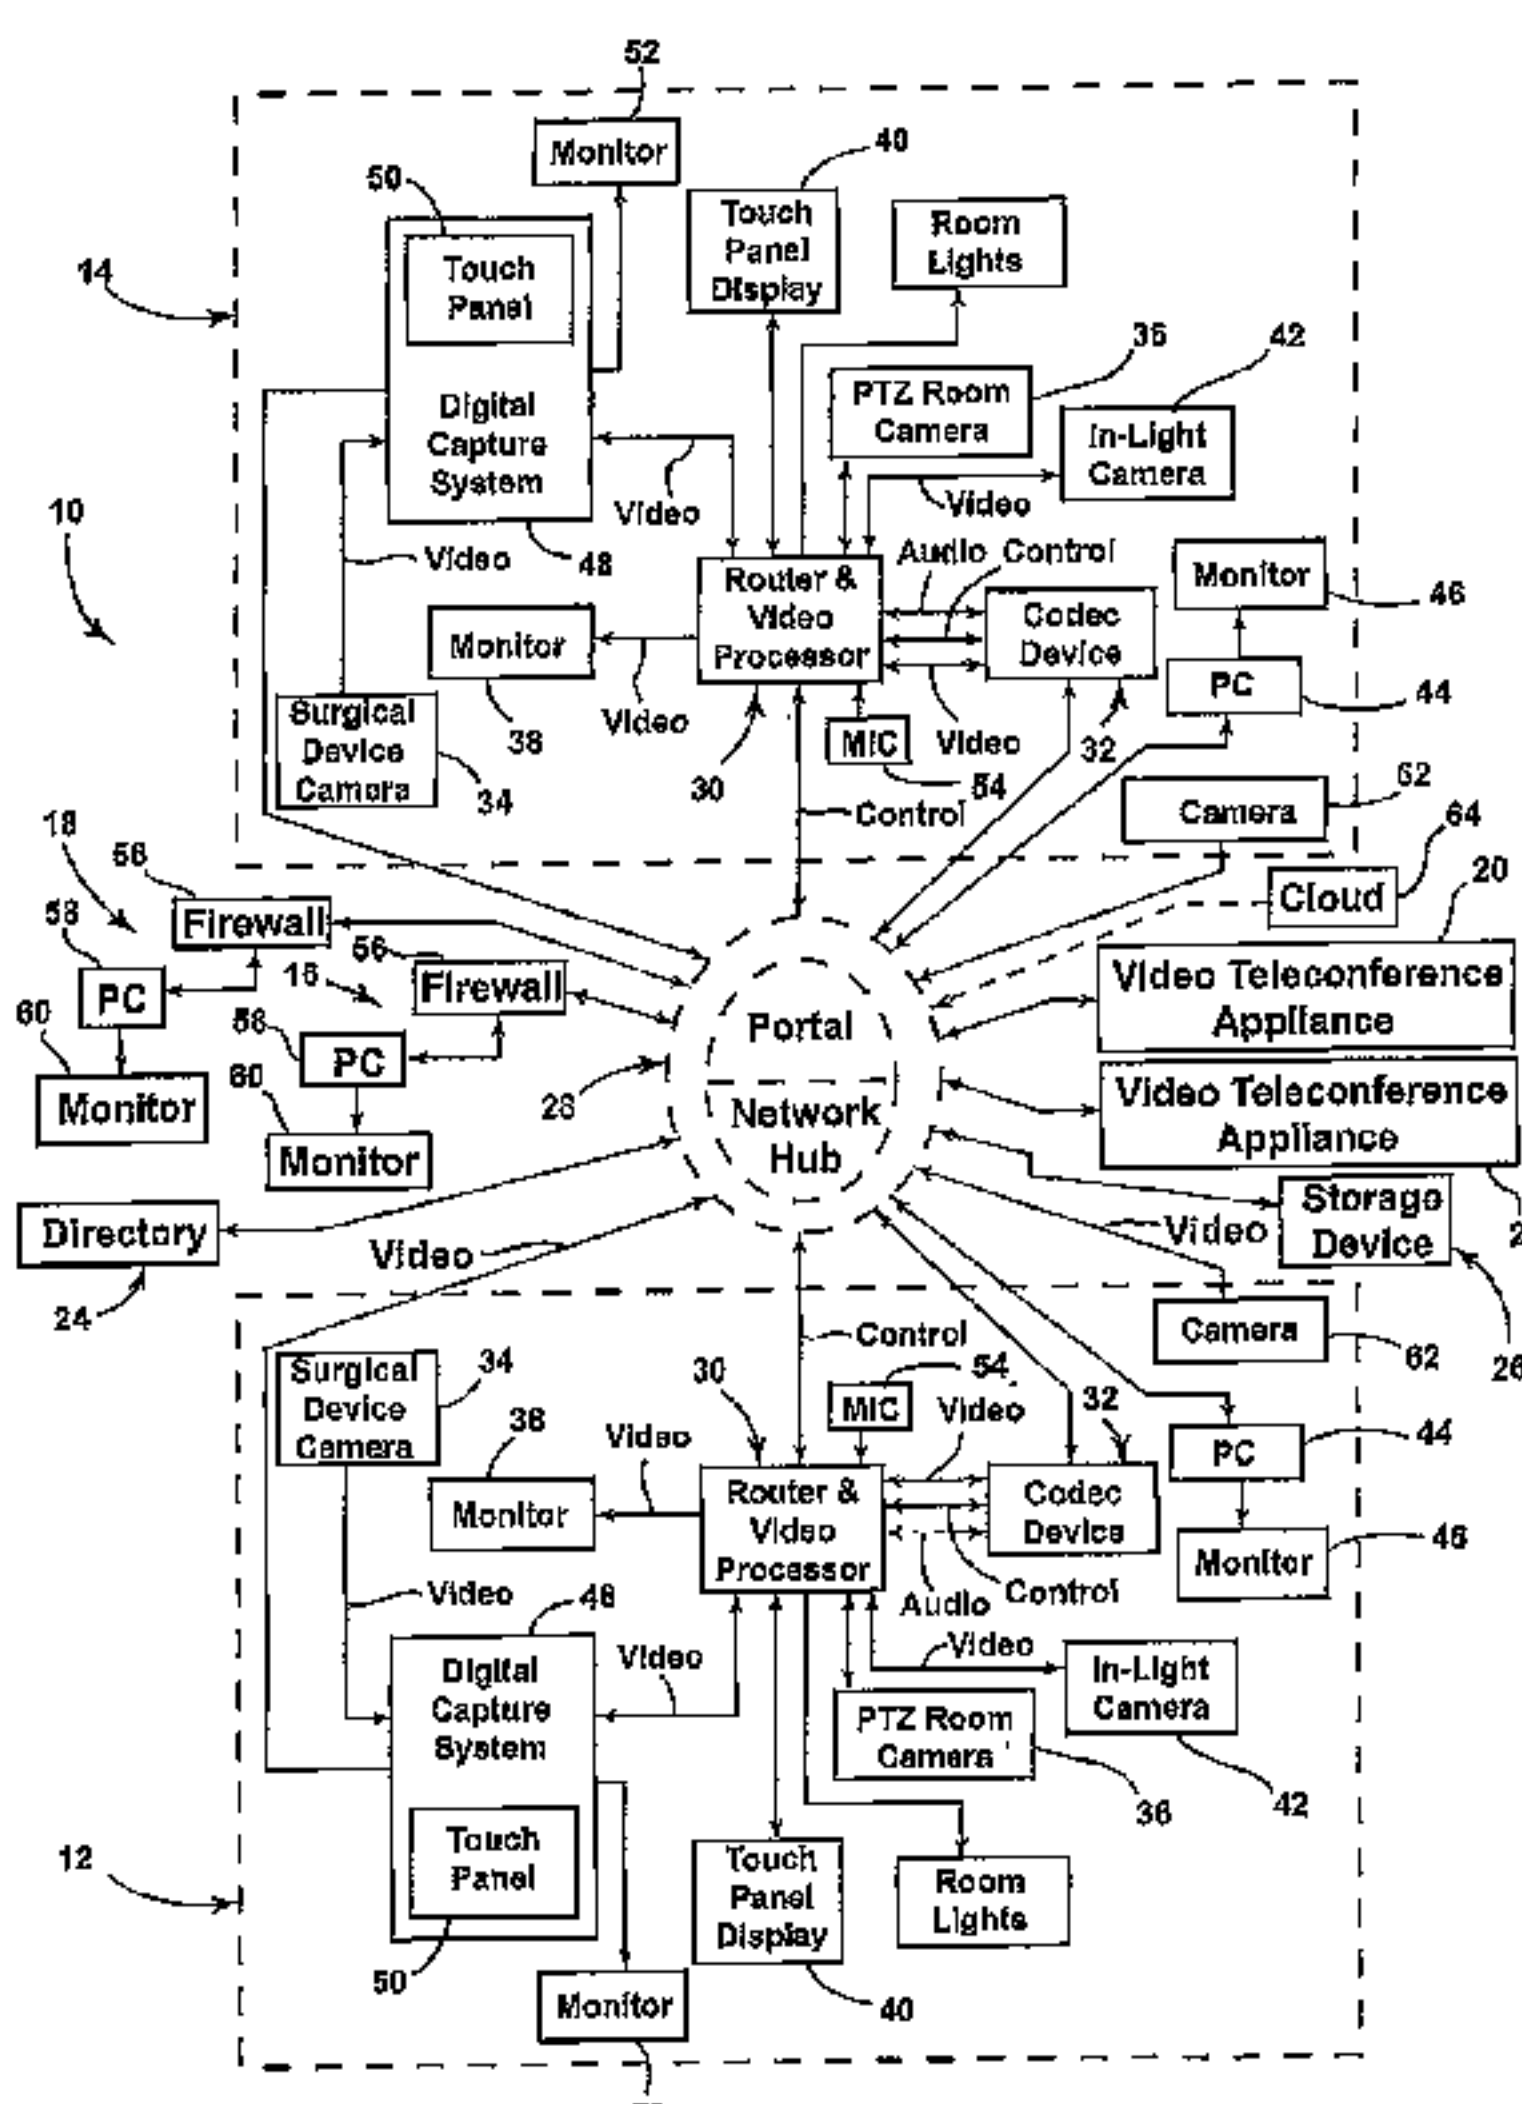 52
Monitor
40
50
Touch
Panel
Display
Room
Lights
14
Touch
Panel
36
42
PTZ Room
Camera
Digital
Capture
System
In-Light
Camera
10
Video
Video
Video
48
Audio Control
Router &
Video
Processor
Codec
Device
Monitor
46
Monitor
PC
44
Surgical
Device
Camera
38
Video
MIC
Video
32
34
30
54
Control
62
Camera
64
18
56
Cloud
20
58
Firewall
56
16
PC
Firewall
Video Teleconference
Appliance
60
58
PC
Portal
Monitor
60
28
Video Teleconference
Appliance
Network
Hub
Monitor
Storage
Device
Directory
Video
Video
24
Camera
62
26
Control
Surgical
Device
Camera
34
30
54
MIC
Video
32
38
Video
PC
44
Monitor
Router &
Video
Processor
Codec
Device
Monitor
46
Video
48
Audio
Control
Video
Video
Digital
Capture
System
In-Light
Camera
PTZ Room
Camera
36
42
12
Touch
Panel
Touch
Panel
Display
Room
Lights
50
Monitor
40